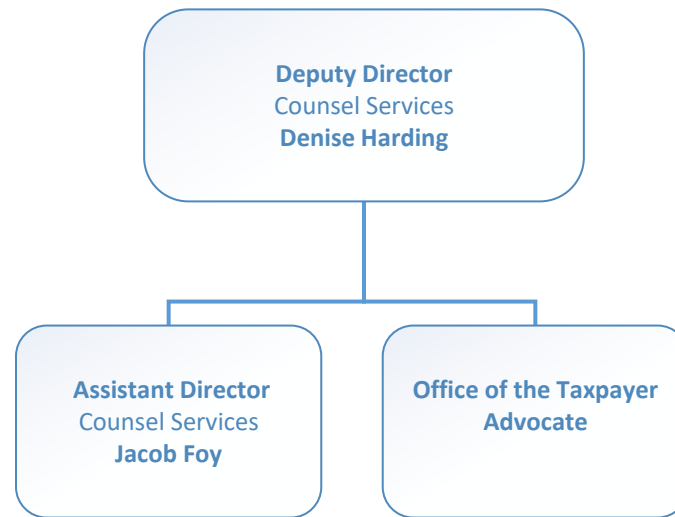 Deputy Director
Counsel Services
Denise Harding
Assistant Director
Counsel Services
Jacob Foy
Office of the Taxpayer
Advocate